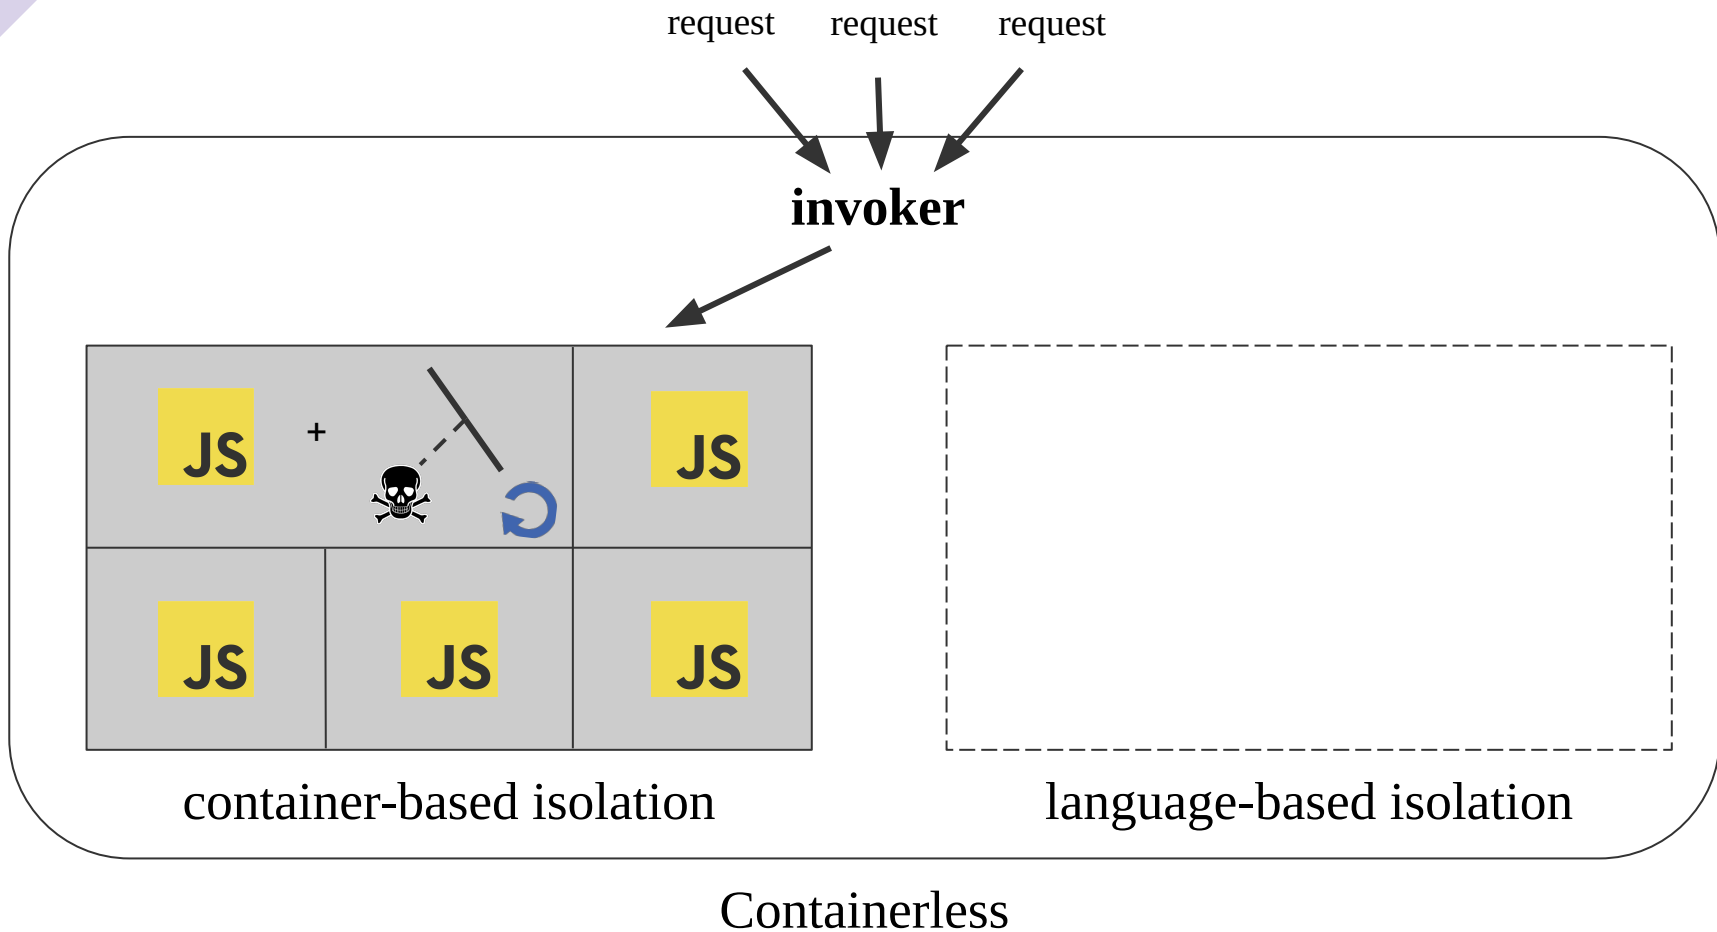 request request request
invoker
JS + JS
JS JS JS
container-based isolation language-based isolation
Containerless